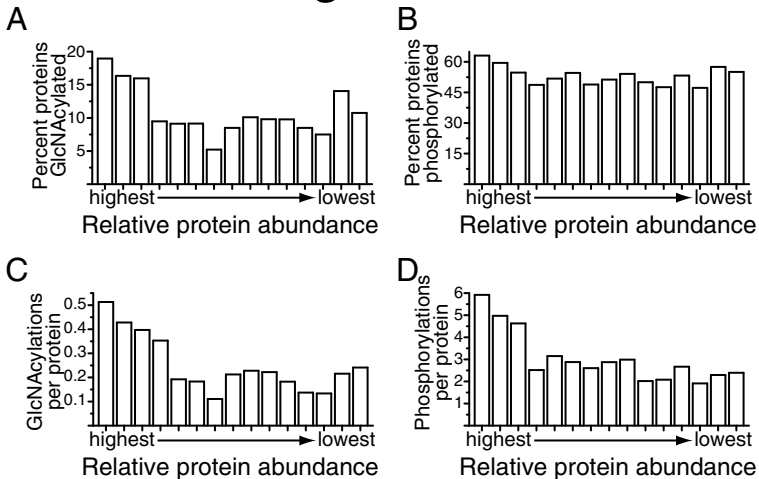 A
Percent proteins
GlcNAcylated
20
15
10
5
highest
lowest
Relative protein abundance
B
Percent proteins
phosphorylated
60
45
30
15
highest
lowest
Relative protein abundance
C
GlcNAcylations
per protein
0.5
0.4
0.3
0.2
0.1
highest
lowest
Relative protein abundance
D
Phosphorylations
per protein
6
5
4
3
2
1
highest
lowest
Relative protein abundance